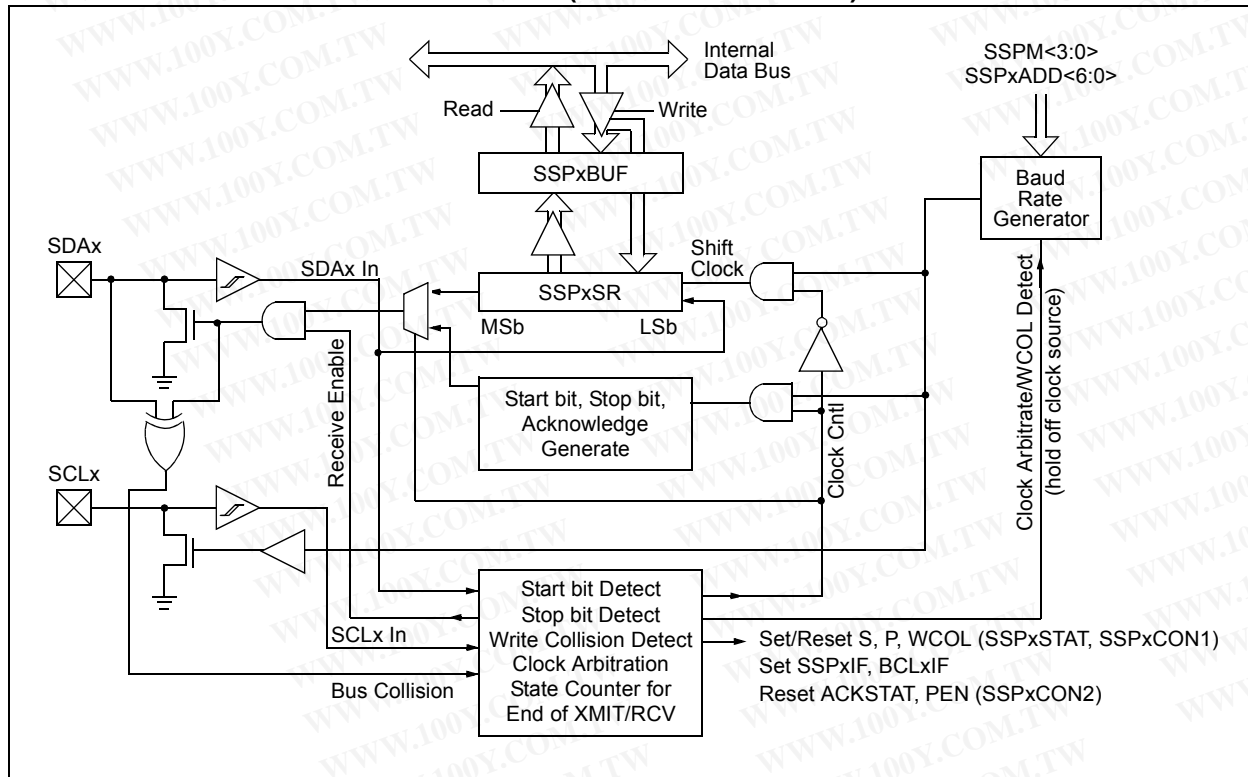 Internal
Data Bus
SSPM<3:0>
SSPxADD<6:0>
Read
Write
SSPxBUF
Baud
Rate
Generator
SDAx
SDAx In
Shift
Clock
SSPxSR
MSb
LSb
Receive Enable
Start bit, Stop bit,
Acknowledge
Generate
Clock Cntl
Clock Arbitrate/WCOL Detect
(hold off clock source)
SCLx
SCLx In
Bus Collision
Start bit Detect
Stop bit Detect
Write Collision Detect
Clock Arbitration
State Counter for
End of XMIT/RCV
Set/Reset S, P, WCOL (SSPxSTAT, SSPxCON1)
Set SSPxIF, BCLxIF
Reset ACKSTAT, PEN (SSPxCON2)
WWW.100Y.COM.TW